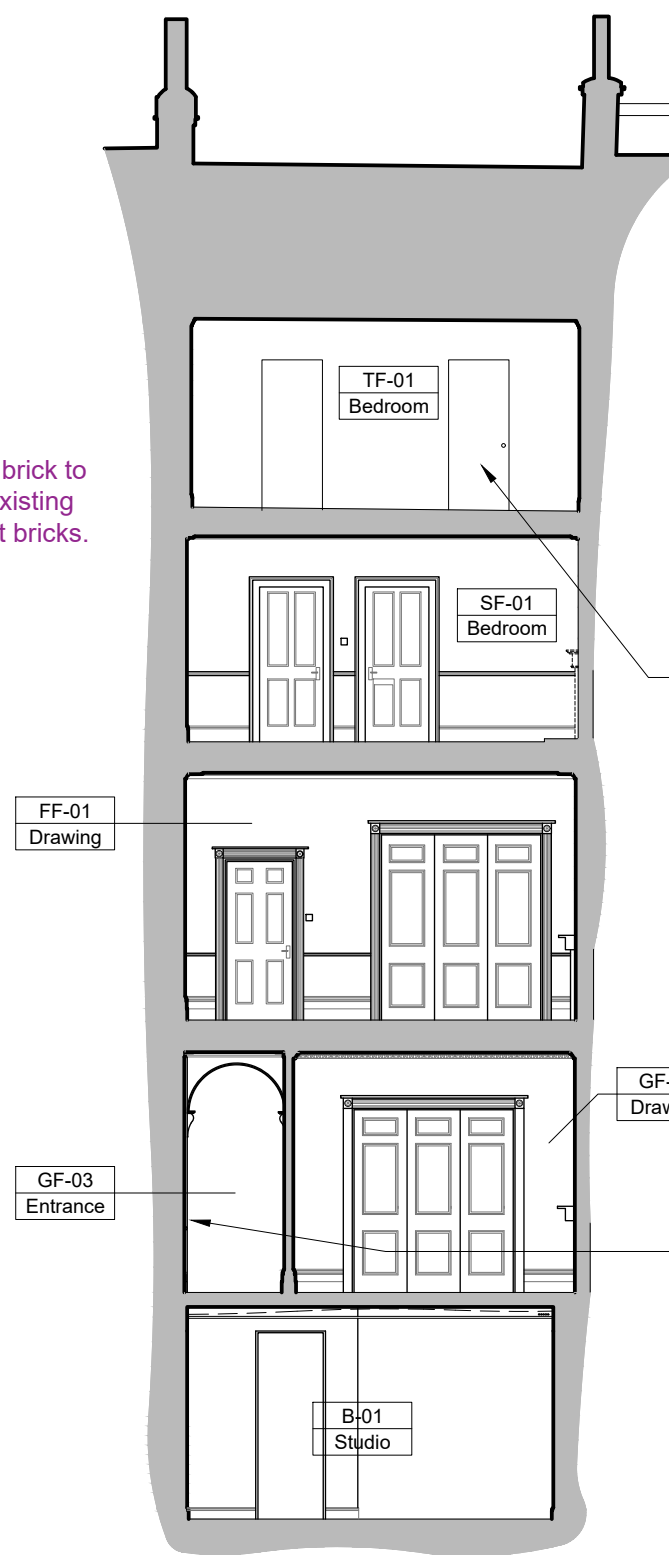 TF-01
Bedroom
brick to
xisting
t bricks.
SF-01
Bedroom
FF-01
Drawing
GF-
Draw
GF-03
Entrance
B-01
Studio